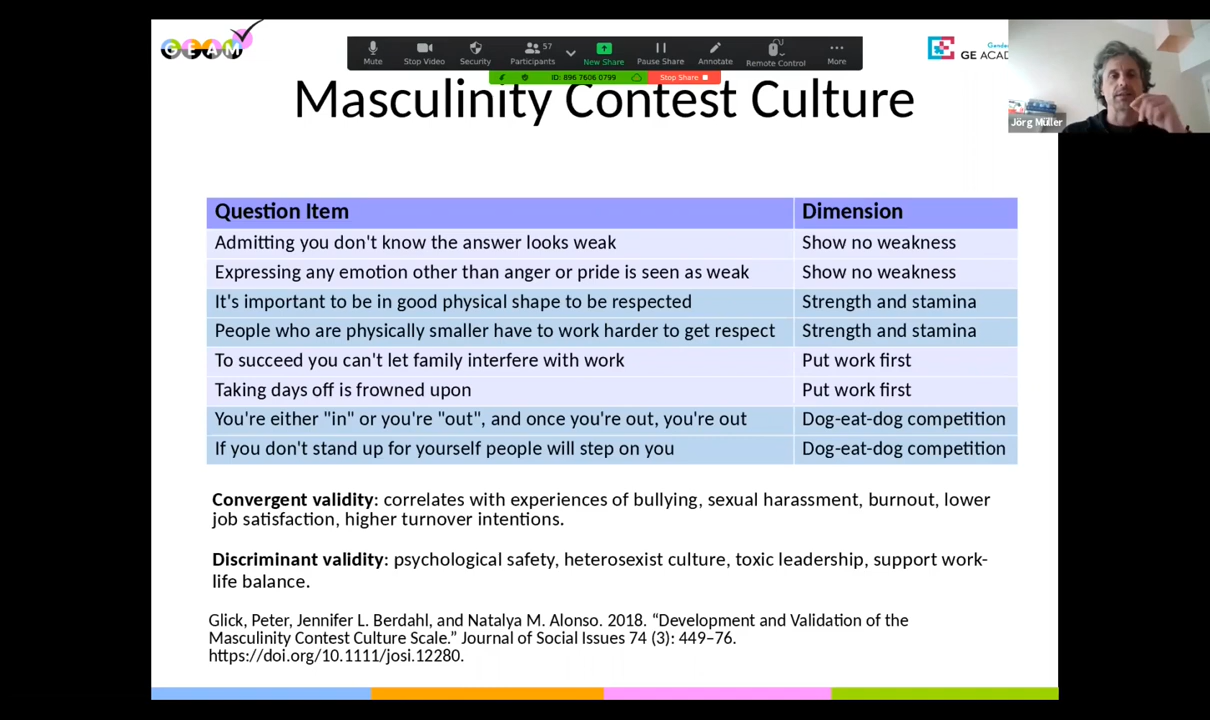 GEAM
Mute
Stop Video
Security
Participants
57
New Share
Pause Share
Annotate
Remote Control
More
ID: 896 7606 0799
Stop Share
GE ACAD
Jörg Müller
Masculinity Contest Culture
Question Item Dimension
Admitting you don't know the answer looks weak Show no weakness
Expressing any emotion other than anger or pride is seen as weak Show no weakness
It's important to be in good physical shape to be respected Strength and stamina
People who are physically smaller have to work harder to get respect Strength and stamina
To succeed you can't let family interfere with work Put work first
Taking days off is frowned upon Put work first
You're either "in" or you're "out", and once you're out, you're out Dog-eat-dog competition
If you don't stand up for yourself people will step on you Dog-eat-dog competition
Convergent validity: correlates with experiences of bullying, sexual harassment, burnout, lower
job satisfaction, higher turnover intentions.
Discriminant validity: psychological safety, heterosexist culture, toxic leadership, support work-
life balance.
Glick, Peter, Jennifer L. Berdahl, and Natalya M. Alonso. 2018. “Development and Validation of the
Masculinity Contest Culture Scale.” Journal of Social Issues 74 (3): 449–76.
https://doi.org/10.1111/josi.12280.